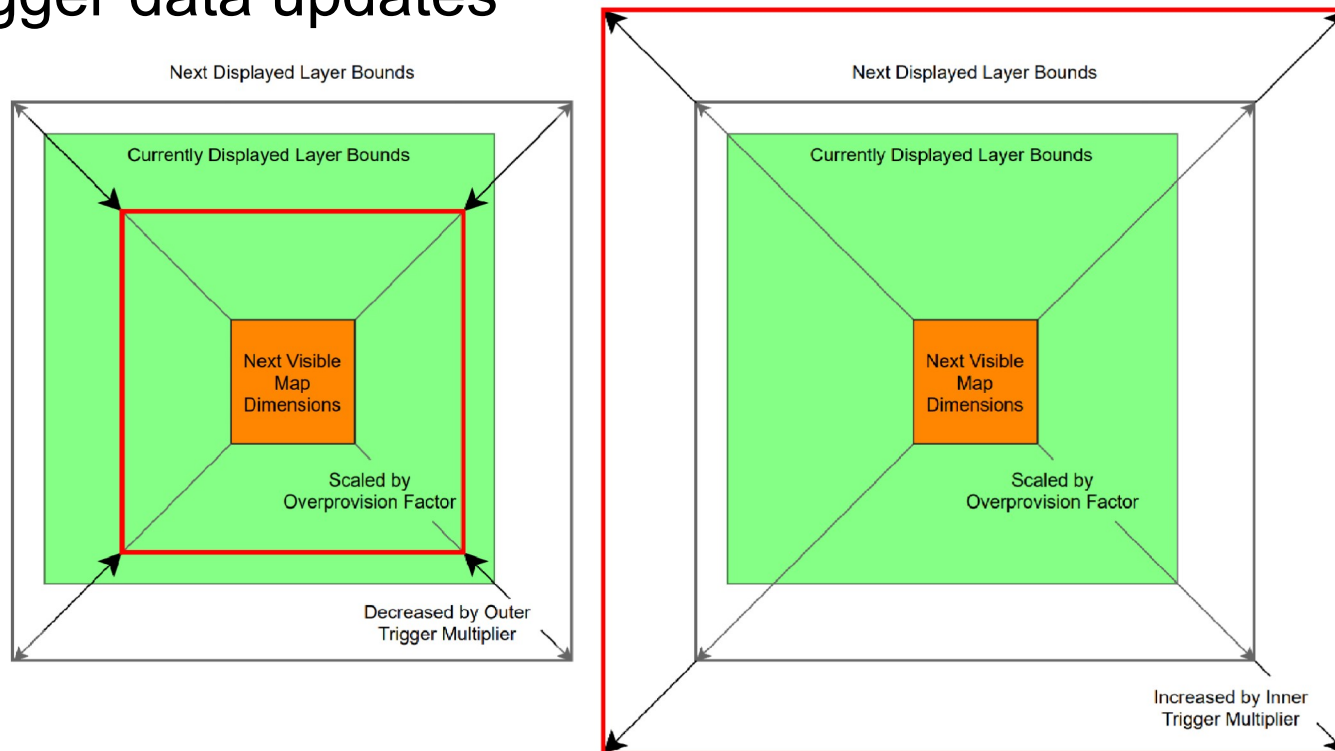 gger data updates
Next Displayed Layer Bounds
Currently Displayed Layer Bounds
Next Visible
Map
Dimensions
Scaled by
Overprovision Factor
Decreased by Outer
Trigger Multiplier
Next Displayed Layer Bounds
Currently Displayed Layer Bounds
Next Visible
Map
Dimensions
Scaled by
Overprovision Factor
Increased by Inner
Trigger Multiplier